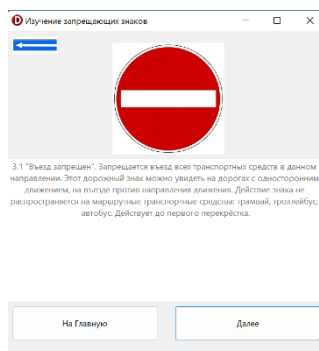 Изучение запрещающих знаков
3.1 "Въезд запрещен". Запрещается въезд всех транспортных средств в данном
направлении. Этот дорожный знак можно увидеть на дорогах с односторонним
движением, на въезде против направления движения. Действие знака не
распространяется на маршрутные транспортные средства: трамвай, троллейбус,
автобус. Действует до первого перекрёстка.
На Главную
Далее